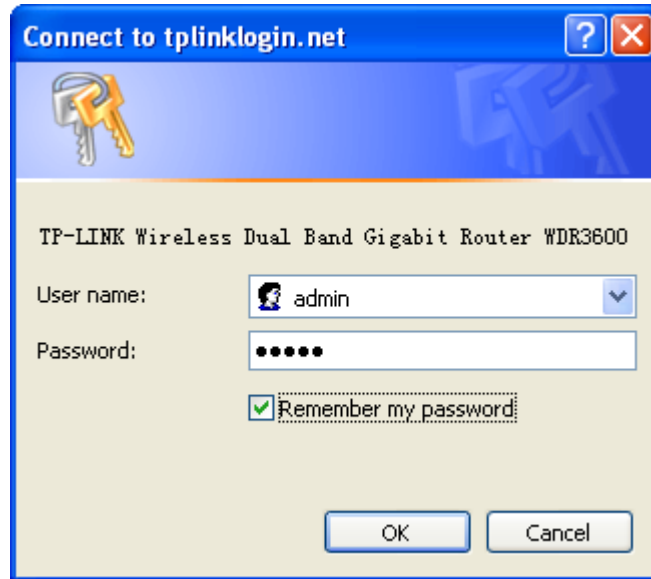 Connect to tplinklogin.net
TP-LINK Wireless Dual Band Gigabit Router WDR3600
User name:
admin
Password:
•••••
Remember my password
OK
Cancel